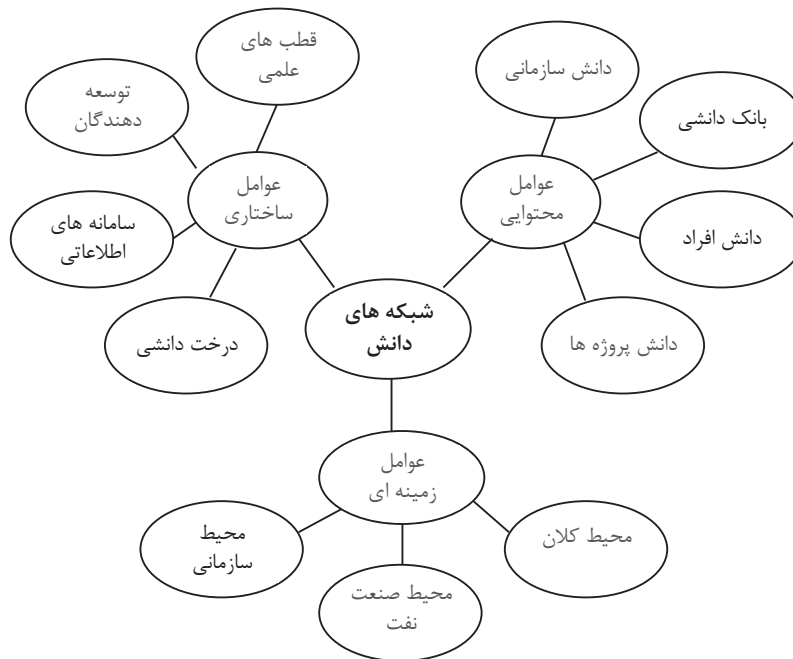 قطب های
علمی
توسعه
دهندگان
عوامل
ساختاری
سامانه های
اطلاعاتی
درخت دانشی
دانش سازمانی
بانک دانشی
عوامل
محتوایی
دانش افراد
دانش پروژه ها
شبکه های
دانش
عوامل
زمینه ای
محیط
سازمانی
محیط صنعت
نفت
محیط کلان